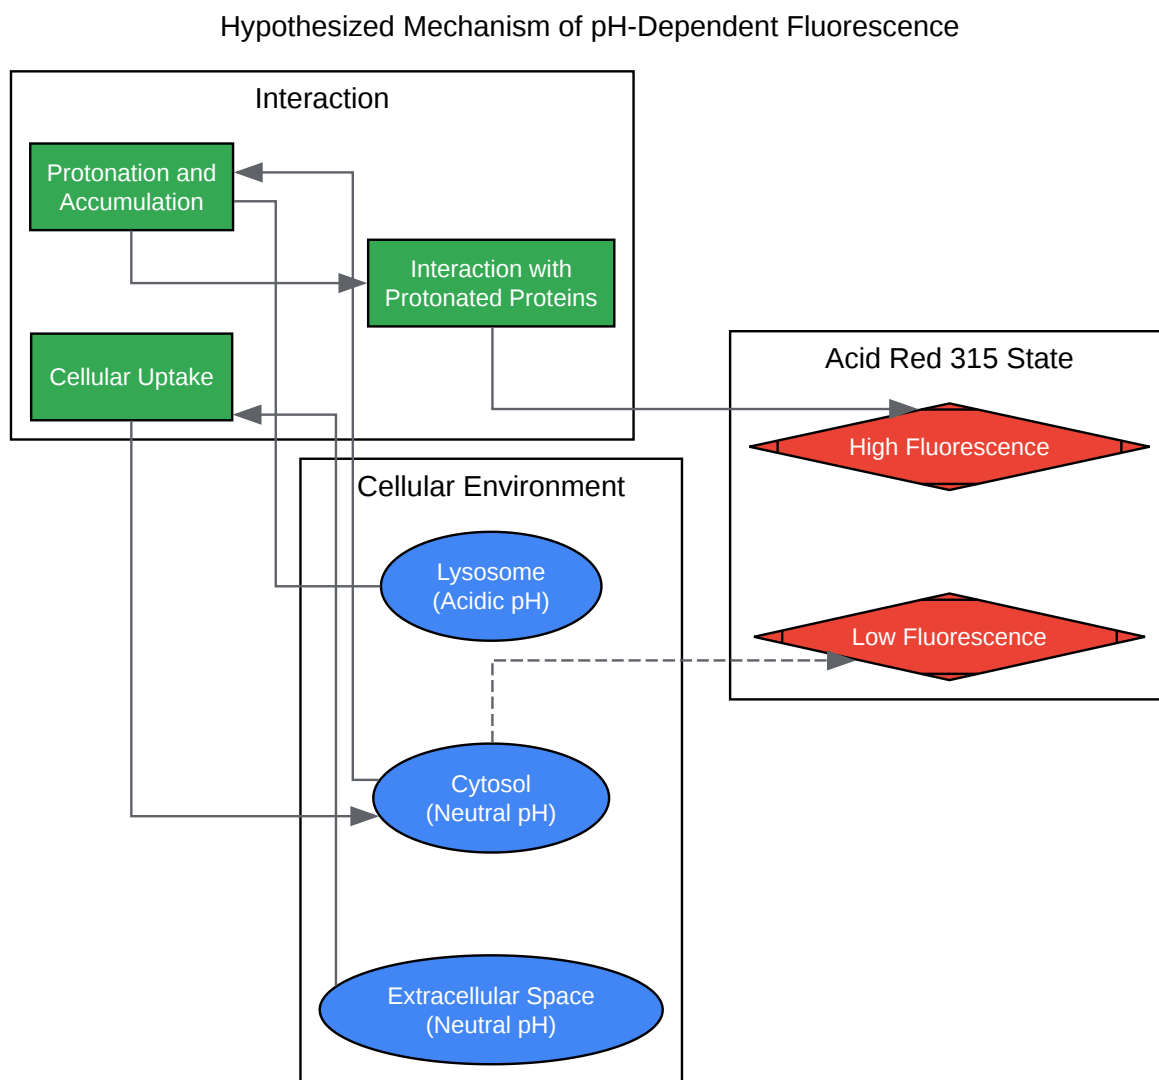 Hypothesized Mechanism of pH-Dependent Fluorescence
Interaction
Protonation and
Accumulation
Interaction with
Protonated Proteins
Cellular Uptake
Acid Red 315 State
High Fluorescence
Low Fluorescence
Cellular Environment
Lysosome
(Acidic pH)
Cytosol
(Neutral pH)
Extracellular Space
(Neutral pH)